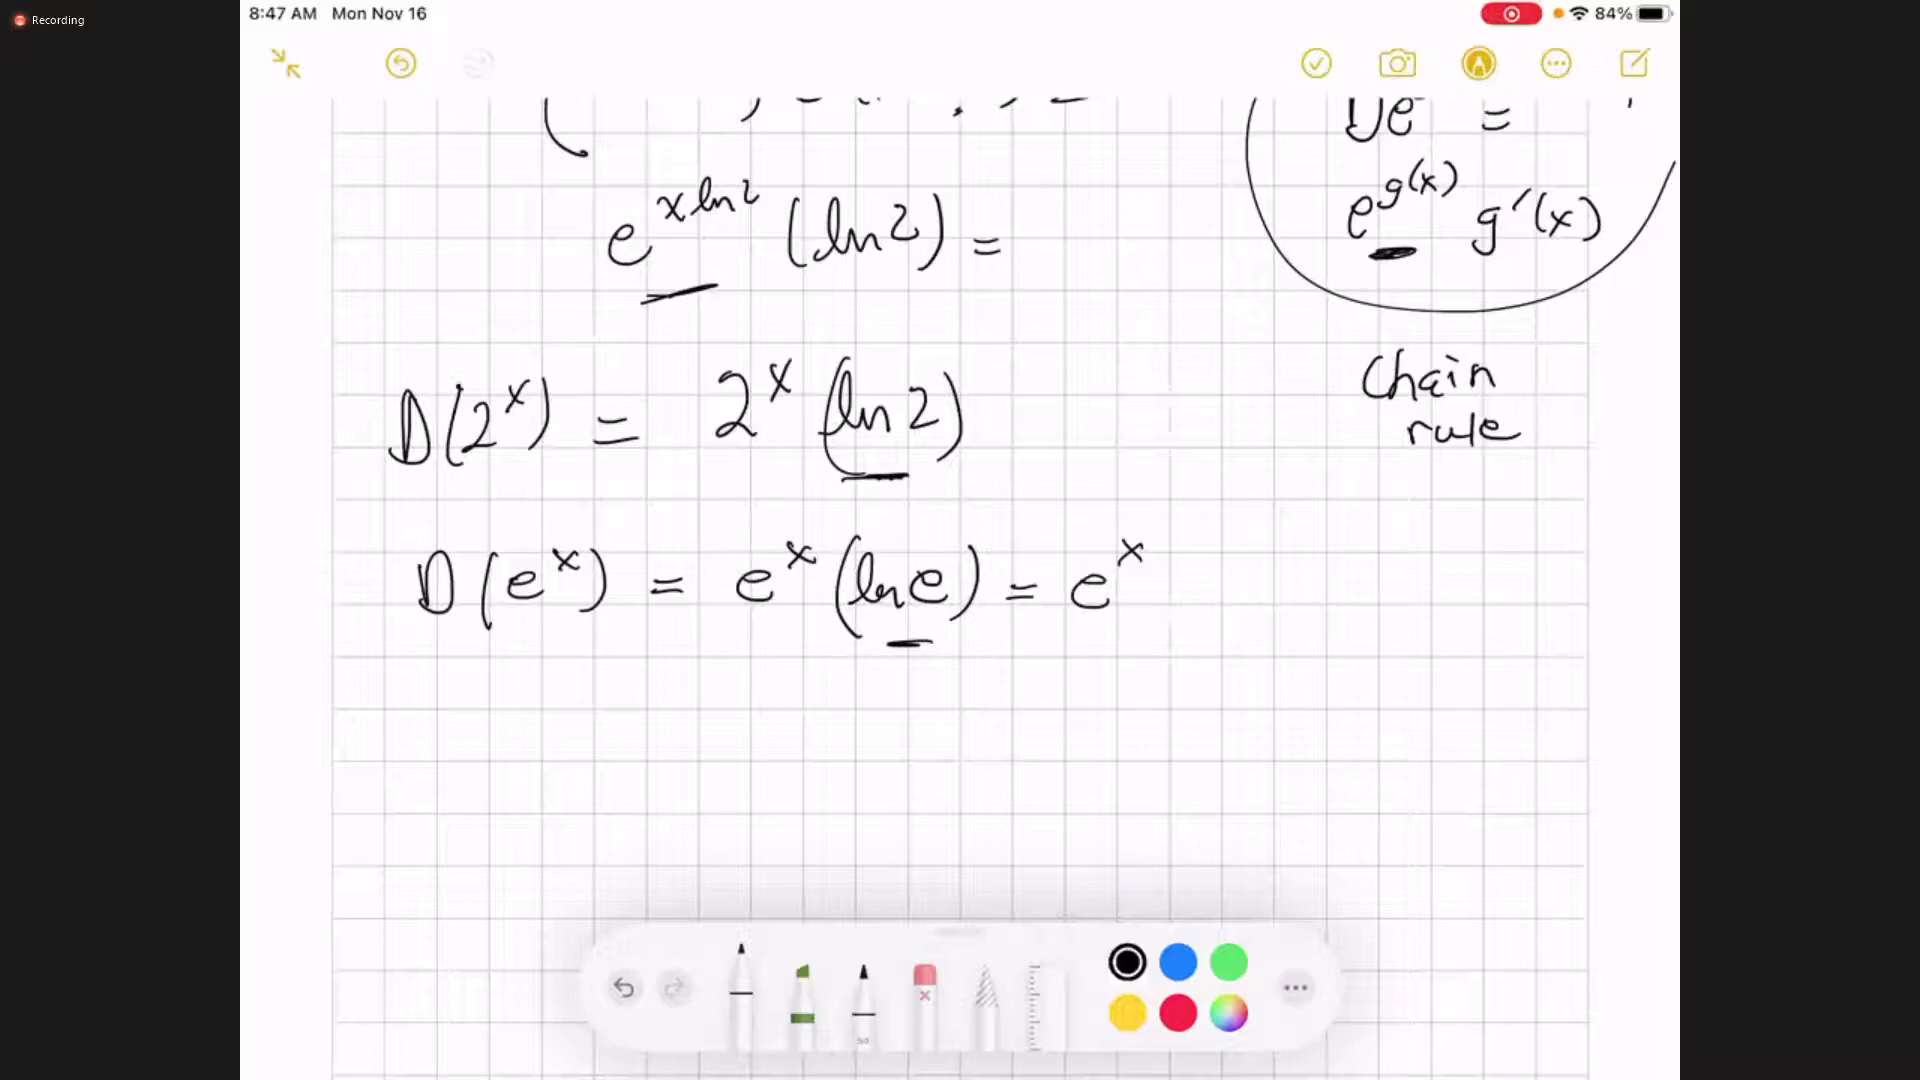 Recording
8:47 AM Mon Nov 16
84%
e^{x ln 2} (ln 2) =
e^{g(x)} g'(x)
D(2^x) = 2^x (ln 2)
Chain
rule
D(e^x) = e^x (ln e) = e^x
50